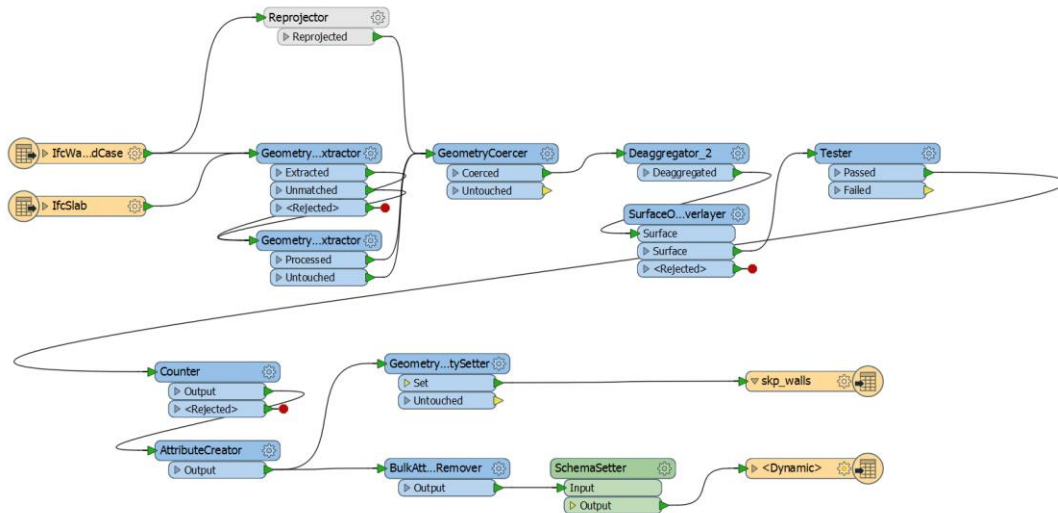 Reprojector
Reprojected
IfcWa...dCase
IfcSlab
Geometry...xtractor
Extracted
Unmatched
<Rejected>
Geometry...xtractor
Processed
Untouched
GeometryCoercer
Coerced
Untouched
Deaggregator_2
Deaggregated
SurfaceO...verlayer
Surface
Surface
<Rejected>
Tester
Passed
Failed
Counter
Output
<Rejected>
AttributeCreator
Output
Geometry...tySetter
Set
Untouched
BulkAtt...Remover
Output
SchemaSetter
Input
Output
skp_walls
<Dynamic>